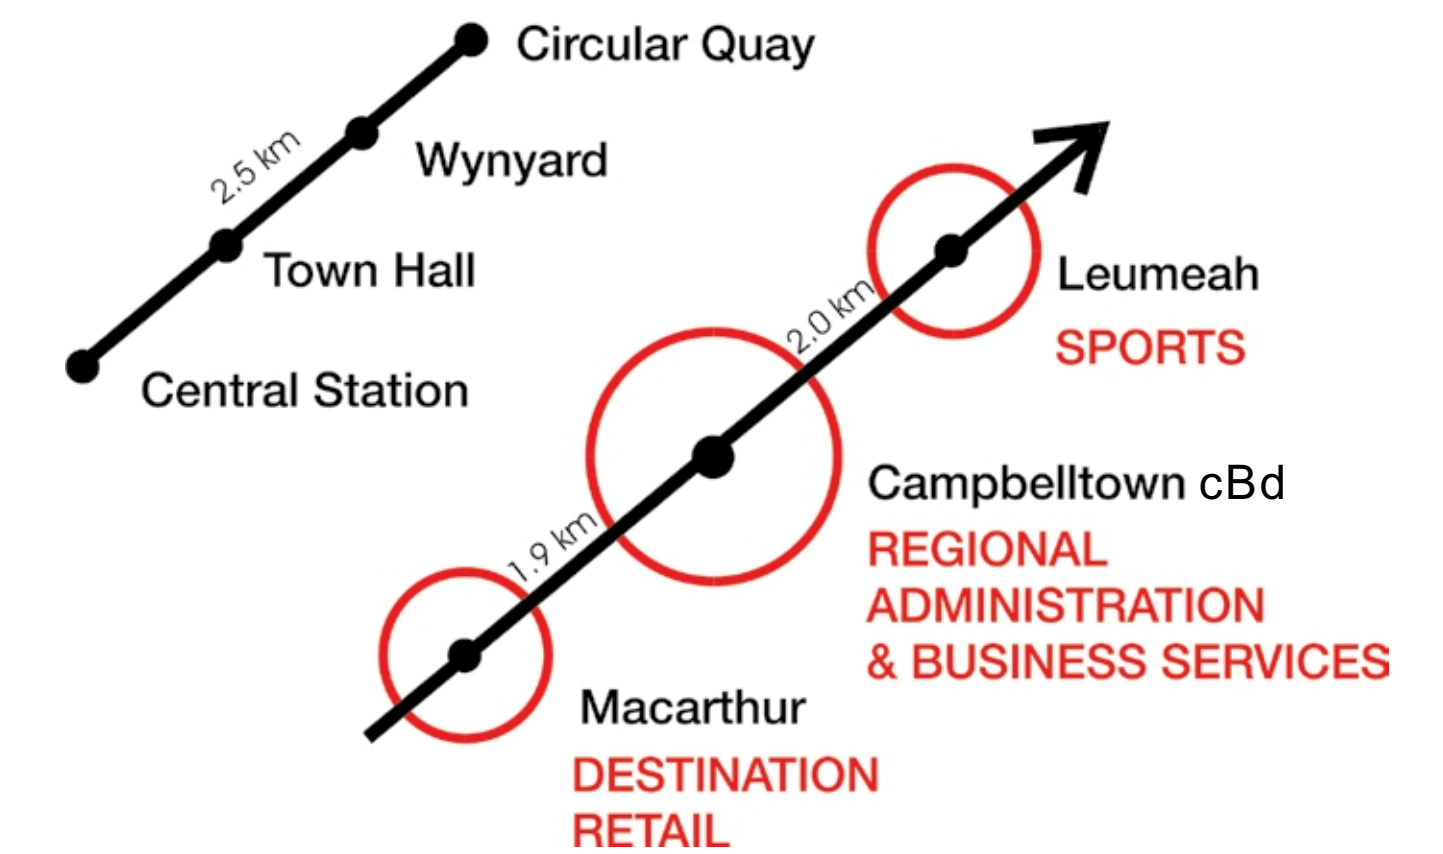 Circular Quay
Wynyard
2.5 km
Town Hall
Central Station
Leumeah
SPORTS
2.0 km
Campbelltown cBd
REGIONAL
ADMINISTRATION
& BUSINESS SERVICES
1.9 km
Macarthur
DESTINATION
RETAIL